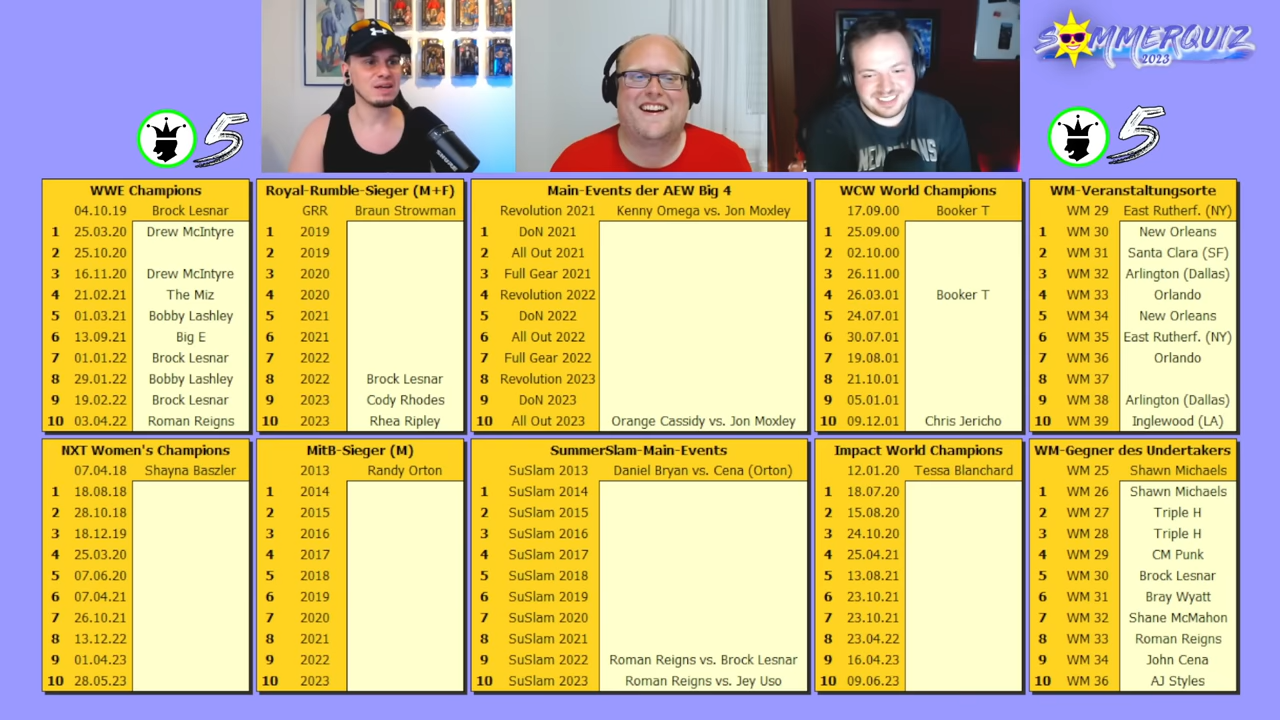 SOMMERQUIZ
2023
5
5
NEW ORLEANS
WWE Champions
04.10.19 Brock Lesnar
1 25.03.20 Drew McIntyre
2 25.10.20
3 16.11.20 Drew McIntyre
4 21.02.21 The Miz
5 01.03.21 Bobby Lashley
6 13.09.21 Big E
7 01.01.22 Brock Lesnar
8 29.01.22 Bobby Lashley
9 19.02.22 Brock Lesnar
10 03.04.22 Roman Reigns
Royal-Rumble-Sieger (M+F)
GRR Braun Strowman
1 2019
2 2019
3 2020
4 2020
5 2021
6 2021
7 2022
8 2022 Brock Lesnar
9 2023 Cody Rhodes
10 2023 Rhea Ripley
Main-Events der AEW Big 4
Revolution 2021 Kenny Omega vs. Jon Moxley
1 DoN 2021
2 All Out 2021
3 Full Gear 2021
4 Revolution 2022
5 DoN 2022
6 All Out 2022
7 Full Gear 2022
8 Revolution 2023
9 DoN 2023
10 All Out 2023 Orange Cassidy vs. Jon Moxley
WCW World Champions
17.09.00 Booker T
1 25.09.00
2 02.10.00
3 26.11.00
4 26.03.01 Booker T
5 24.07.01
6 30.07.01
7 19.08.01
8 21.10.01
9 05.01.01
10 09.12.01 Chris Jericho
WM-Veranstaltungsorte
WM 29 East Rutherf. (NY)
1 WM 30 New Orleans
2 WM 31 Santa Clara (SF)
3 WM 32 Arlington (Dallas)
4 WM 33 Orlando
5 WM 34 New Orleans
6 WM 35 East Rutherf. (NY)
7 WM 36 Orlando
8 WM 37
9 WM 38 Arlington (Dallas)
10 WM 39 Inglewood (LA)
NXT Women's Champions
07.04.18 Shayna Baszler
1 18.08.18
2 28.10.18
3 18.12.19
4 25.03.20
5 07.06.20
6 07.04.21
7 26.10.21
8 13.12.22
9 01.04.23
10 28.05.23
MitB-Sieger (M)
2013 Randy Orton
1 2014
2 2015
3 2016
4 2017
5 2018
6 2019
7 2020
8 2021
9 2022
10 2023
SummerSlam-Main-Events
SuSlam 2013 Daniel Bryan vs. Cena (Orton)
1 SuSlam 2014
2 SuSlam 2015
3 SuSlam 2016
4 SuSlam 2017
5 SuSlam 2018
6 SuSlam 2019
7 SuSlam 2020
8 SuSlam 2021
9 SuSlam 2022 Roman Reigns vs. Brock Lesnar
10 SuSlam 2023 Roman Reigns vs. Jey Uso
Impact World Champions
12.01.20 Tessa Blanchard
1 18.07.20
2 15.08.20
3 24.10.20
4 25.04.21
5 13.08.21
6 23.10.21
7 23.10.21
8 23.04.22
9 16.04.23
10 09.06.23
WM-Gegner des Undertakers
WM 25 Shawn Michaels
1 WM 26 Shawn Michaels
2 WM 27 Triple H
3 WM 28 Triple H
4 WM 29 CM Punk
5 WM 30 Brock Lesnar
6 WM 31 Bray Wyatt
7 WM 32 Shane McMahon
8 WM 33 Roman Reigns
9 WM 34 John Cena
10 WM 36 AJ Styles